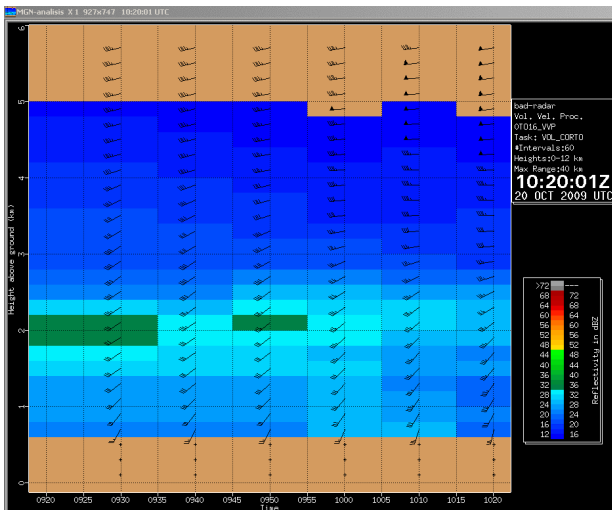 MGN-analisis X I 927x747 10:20:01 UTC
6
5
4
3
2
1
0
Height above ground (km)
0920 0925 0930 0935 0940 0945 0950 0955 1000 1005 1010 1015 1020
Time
bad-radar
Vol. Vel. Proc.
OTO16_VVP
Task: VOL_CORTO
#Intervals:60
Heights:0-12 km
Max Range:40 km
10:20:01Z
20 OCT 2009 UTC
>72 ---
68 72
64 68
60 64
56 60
52 56
48 52
44 48
40 44
36 40
32 36
28 32
24 28
20 24
16 20
12 16
Reflectivity in dBZ